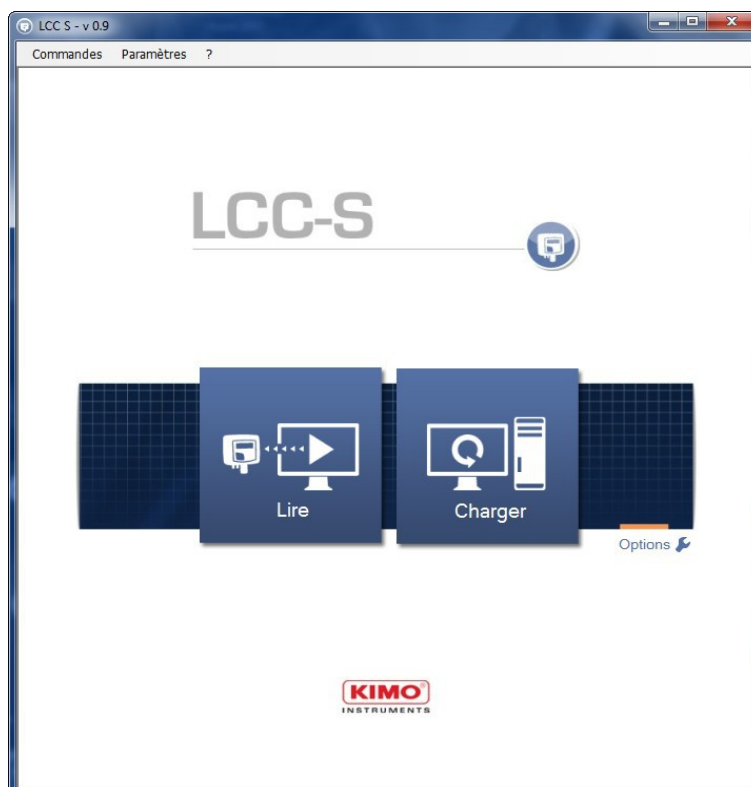 LCC S - v 0.9
Commandes Paramètres ?
LCC-S
Lire
Charger
Options
KIMO®
INSTRUMENTS